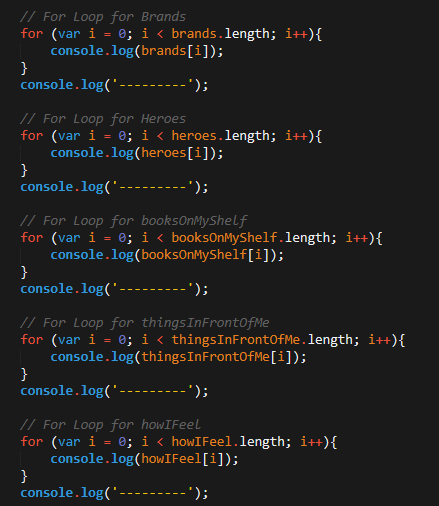 // For Loop for Brands
for (var i = 0; i < brands.length; i++){
    console.log(brands[i]);
}
console.log('---------');

// For Loop for Heroes
for (var i = 0; i < heroes.length; i++){
    console.log(heroes[i]);
}
console.log('---------');

// For Loop for booksOnMyShelf
for (var i = 0; i < booksOnMyShelf.length; i++){
    console.log(booksOnMyShelf[i]);
}
console.log('---------');

// For Loop for thingsInFrontOfMe
for (var i = 0; i < thingsInFrontOfMe.length; i++){
    console.log(thingsInFrontOfMe[i]);
}
console.log('---------');

// For Loop for howIFeel
for (var i = 0; i < howIFeel.length; i++){
    console.log(howIFeel[i]);
}
console.log('---------');